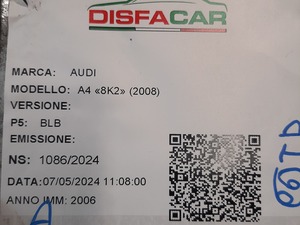 DISFACAR
MARCA: AUDI
MODELLO: A4 «8K2» (2008)
VERSIONE:
P5: BLB
EMISSIONE:
NS: 1086/2024
DATA:07/05/2024 11:08:00
ANNO IMM: 2006